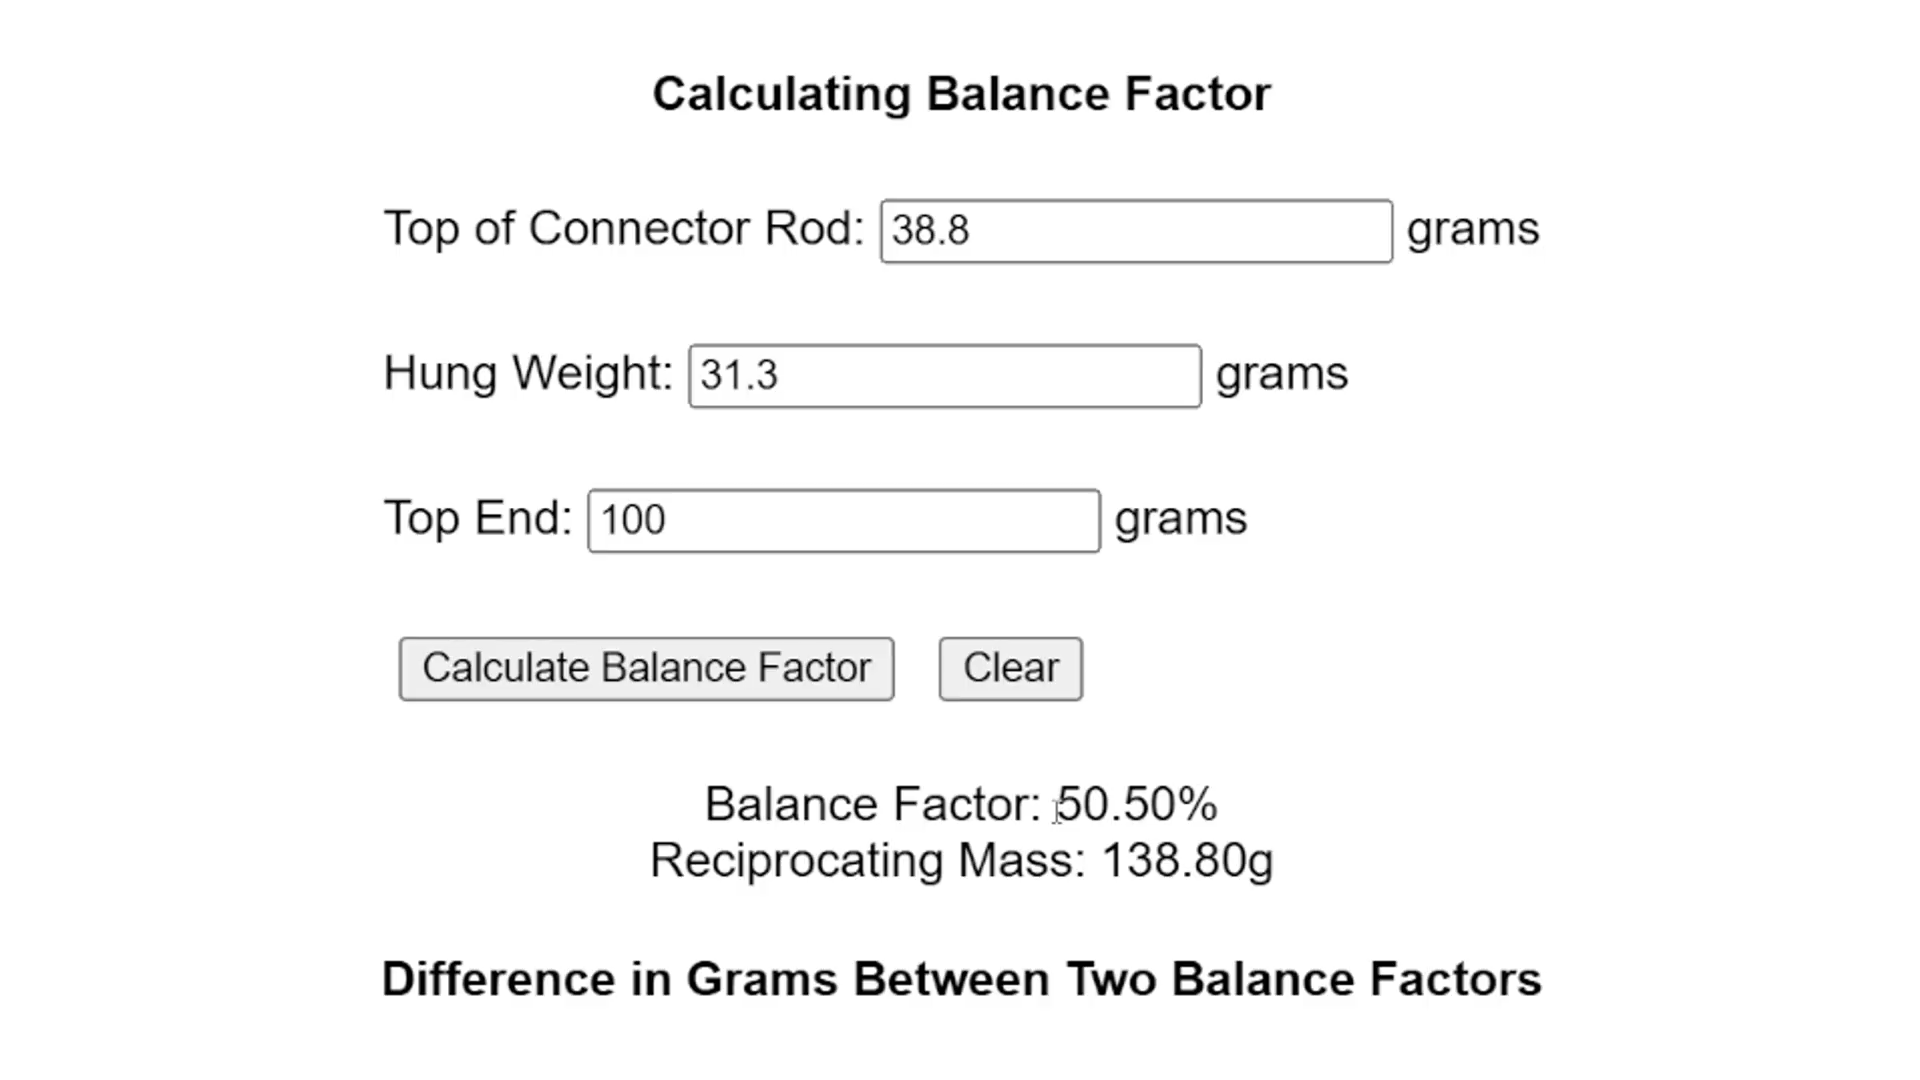 Calculating Balance Factor
Top of Connector Rod: 38.8 grams
Hung Weight: 31.3 grams
Top End: 100 grams
Calculate Balance Factor Clear
Balance Factor: 50.50%
Reciprocating Mass: 138.80g
Difference in Grams Between Two Balance Factors